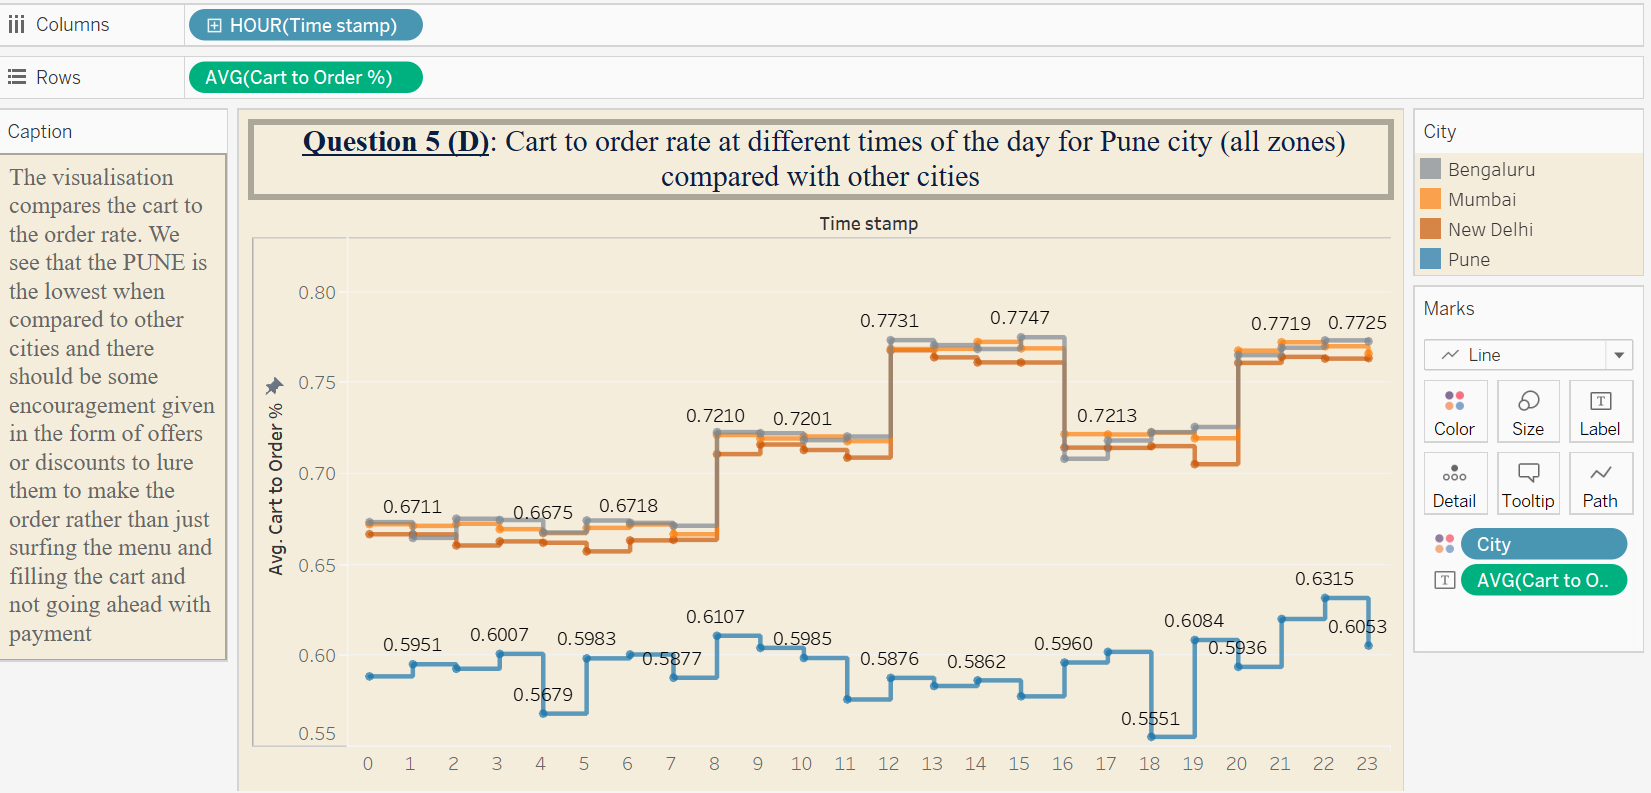 Columns
HOUR(Time stamp)
Rows
AVG(Cart to Order %)
Caption
The visualisation
compares the cart to
the order rate. We
see that the PUNE is
the lowest when
compared to other
cities and there
should be some
encouragement given
in the form of offers
or discounts to lure
them to make the
order rather than just
surfing the menu and
filling the cart and
not going ahead with
payment
Question 5 (D): Cart to order rate at different times of the day for Pune city (all zones)
compared with other cities
Time stamp
Avg. Cart to Order %
0.80
0.75
0.70
0.65
0.60
0.55
0.7731
0.7747
0.7719
0.7725
0.7210
0.7201
0.7213
0.6711
0.6675
0.6718
0.5951
0.6007
0.5679
0.5983
0.5877
0.6107
0.5985
0.5876
0.5862
0.5960
0.5551
0.6084
0.5936
0.6315
0.6053
0 1 2 3 4 5 6 7 8 9 10 11 12 13 14 15 16 17 18 19 20 21 22 23
City
Bengaluru
Mumbai
New Delhi
Pune
Marks
Line
Color Size Label
Detail Tooltip Path
City
AVG(Cart to O..